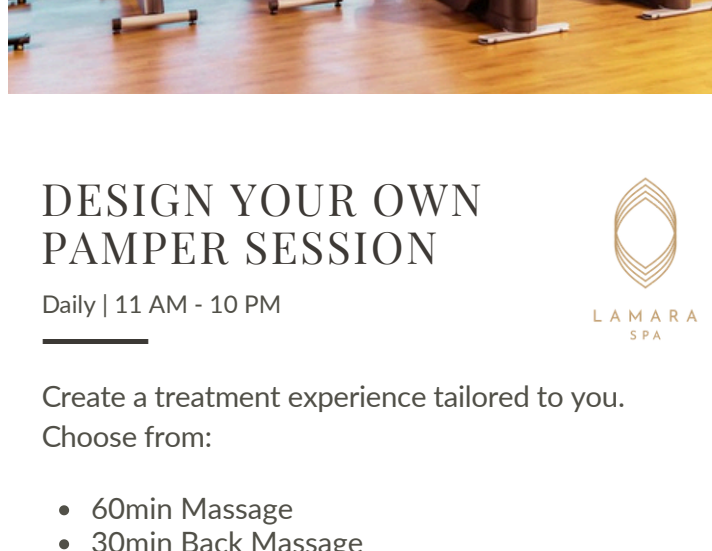 DESIGN YOUR OWN
PAMPER SESSION
Daily | 11 AM - 10 PM
LAMARA
SPA
Create a treatment experience tailored to you.
Choose from:
• 60min Massage
• 30min Back Massage